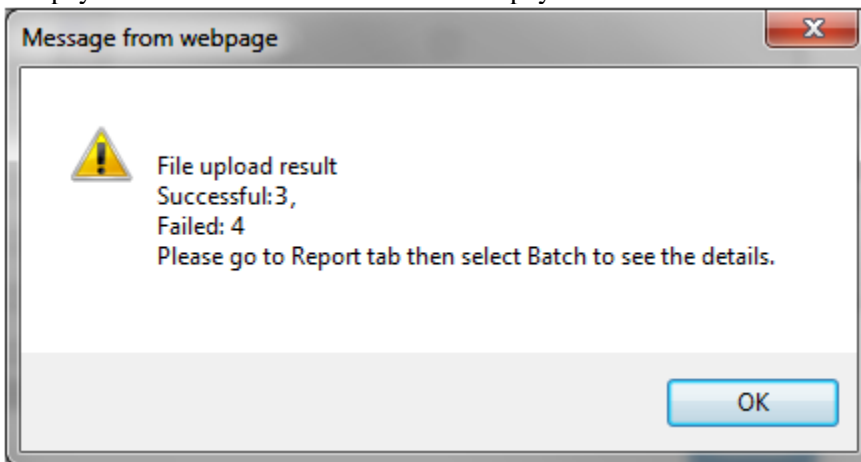 Message from webpage
File upload result
Successful:3,
Failed: 4
Please go to Report tab then select Batch to see the details.
OK